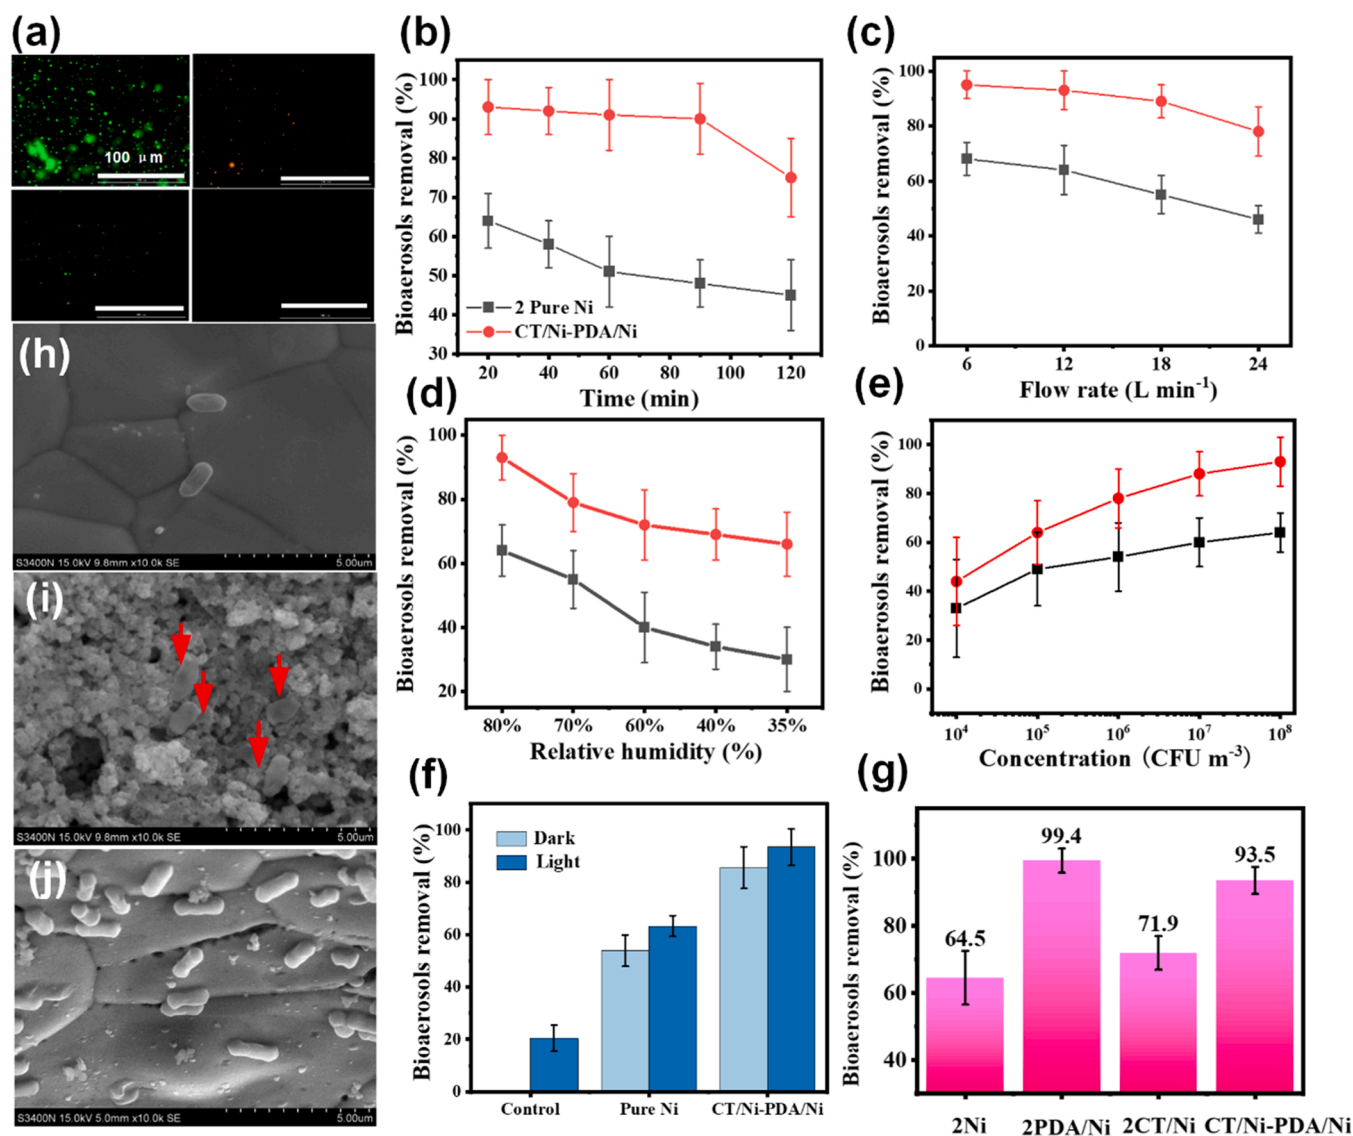 (a)
100 μm
(b)
Bioaerosols removal (%)
100
90
80
70
60
50
40
30
2 Pure Ni
CT/Ni-PDA/Ni
20 40 60 80 100 120
Time (min)
(c)
Bioaerosols removal (%)
100
80
60
40
20
0
6 12 18 24
Flow rate (L min⁻¹)
(h)
S3400N 15.0kV 9.8mm x10.0k SE
5.00um
(d)
Bioaerosols removal (%)
100
80
60
40
20
80% 70% 60% 40% 35%
Relative humidity (%)
(e)
Bioaerosols removal (%)
100
80
60
40
20
0
10⁴ 10⁵ 10⁶ 10⁷ 10⁸
Concentration (CFU m⁻³)
(i)
S3400N 15.0kV 9.8mm x10.0k SE
5.00um
(j)
S3400N 15.0kV 5.0mm x10.0k SE
5.00um
(f)
Bioaerosols removal (%)
100
80
60
40
20
0
Dark
Light
Control Pure Ni CT/Ni-PDA/Ni
(g)
Bioaerosols removal (%)
100
80
60
40
64.5
99.4
71.9
93.5
2Ni 2PDA/Ni 2CT/Ni CT/Ni-PDA/Ni